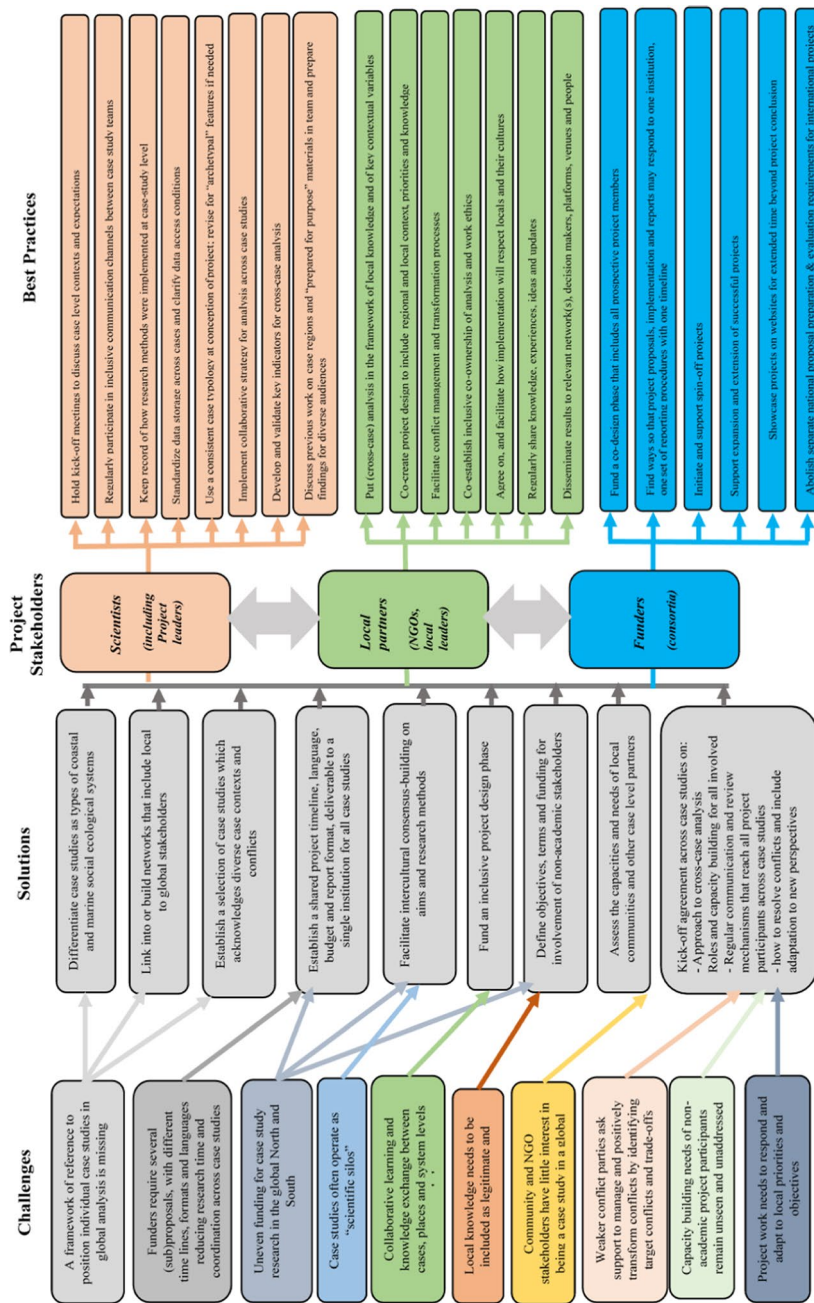 Challenges
A framework of reference to
position individual case studies in
global analysis is missing
Funders require several
(sub)proposals, with different
time lines, formats and languages
reducing research time and
coordination across case studies
Uneven funding for case study
research in the global North and
South
Case studies often operate as
"scientific silos"
Collaborative learning and
knowledge exchange between
cases, places and system levels
Local knowledge needs to be
included as legitimate and
Community and NGO
stakeholders have little interest in
being a case study in a global
Weaker conflict parties ask
support to manage and positively
transform conflicts by identifying
target conflicts and trade-offs
Capacity building needs of non-
academic project participants
remain unseen and unaddressed
Project work needs to respond and
adapt to local priorities and
objectives
Solutions
Differentiate case studies as types of coastal
and marine social ecological systems
Link into or build networks that include local
to global stakeholders
Establish a selection of case studies which
acknowledges diverse case contexts and
conflicts
Establish a shared project timeline, language,
budget and report format, deliverable to a
single institution for all case studies
Facilitate intercultural consensus-building on
aims and research methods
Fund an inclusive project design phase
Define objectives, terms and funding for
involvement of non-academic stakeholders
Assess the capacities and needs of local
communities and other case level partners
Kick-off agreement across case studies on:
- Approach to cross-case analysis
Roles and capacity building for all involved
- Regular communication and review
mechanisms that reach all project
participants across case studies
- how to resolve conflicts and include
adaptation to new perspectives
Project
Stakeholders
Scientists
(including
Project
leaders)
Local
partners
(NGOs,
local
leaders)
Funders
(consortia)
Best Practices
Hold kick-off meetings to discuss case level contexts and expectations
Regularly participate in inclusive communication channels between case study teams
Keep record of how research methods were implemented at case-study level
Standardize data storage across cases and clarify data access conditions
Use a consistent case typology at conception of project; revise for "archetypal" features if needed
Implement collaborative strategy for analysis across case studies
Develop and validate key indicators for cross-case analysis
Discuss previous work on case regions and "prepared for purpose" materials in team and prepare
findings for diverse audiences
Put (cross-case) analysis in the framework of local knowledge and of key contextual variables
Co-create project design to include regional and local context, priorities and knowledge
Facilitate conflict management and transformation processes
Co-establish inclusive co-ownership of analysis and work ethics
Agree on, and facilitate how implementation will respect locals and their cultures
Regularly share knowledge, experiences, ideas and updates
Disseminate results to relevant network(s), decision makers, platforms, venues and people
Fund a co-design phase that includes all prospective project members
Find ways so that project proposals, implementation and reports may respond to one institution,
one set of reporting procedures with one timeline
Initiate and support spin-off projects
Support expansion and extension of successful projects
Showcase projects on websites for extended time beyond project conclusion
Abolish separate national proposal preparation & evaluation requirements for international projects